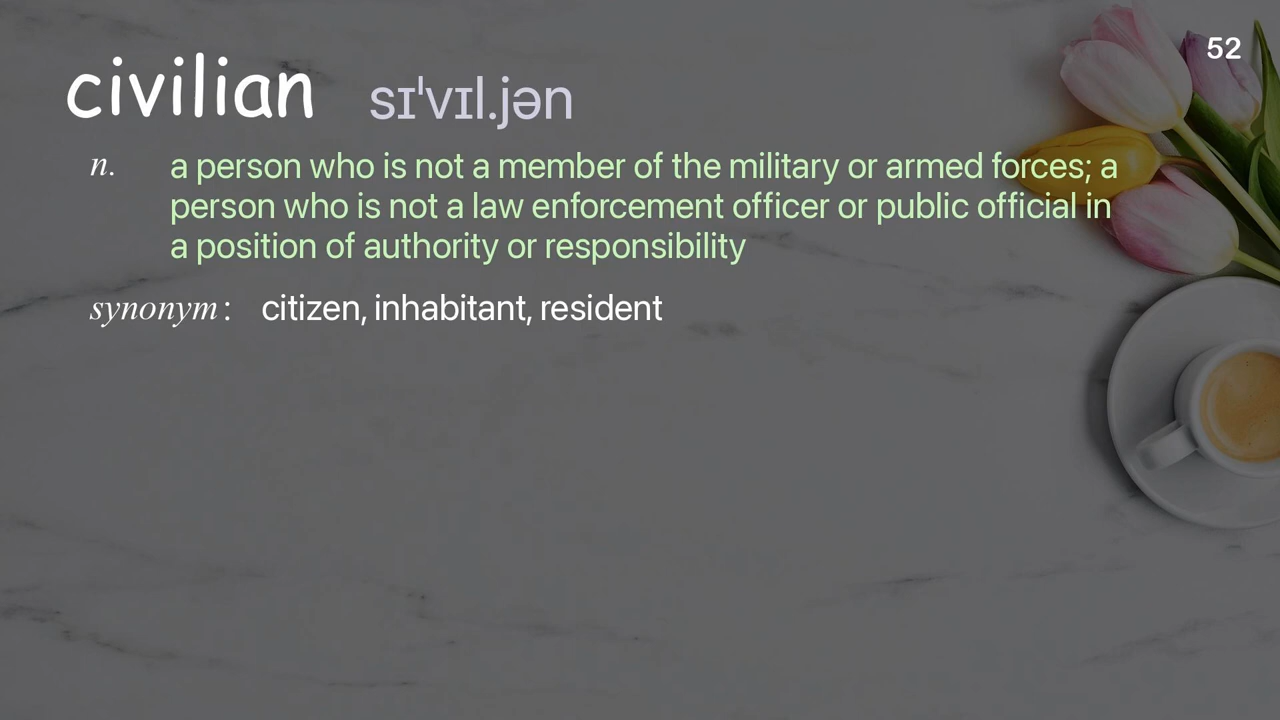 52
civilian sɪˈvɪl.jən
n. a person who is not a member of the military or armed forces; a
person who is not a law enforcement officer or public official in
a position of authority or responsibility
synonym: citizen, inhabitant, resident